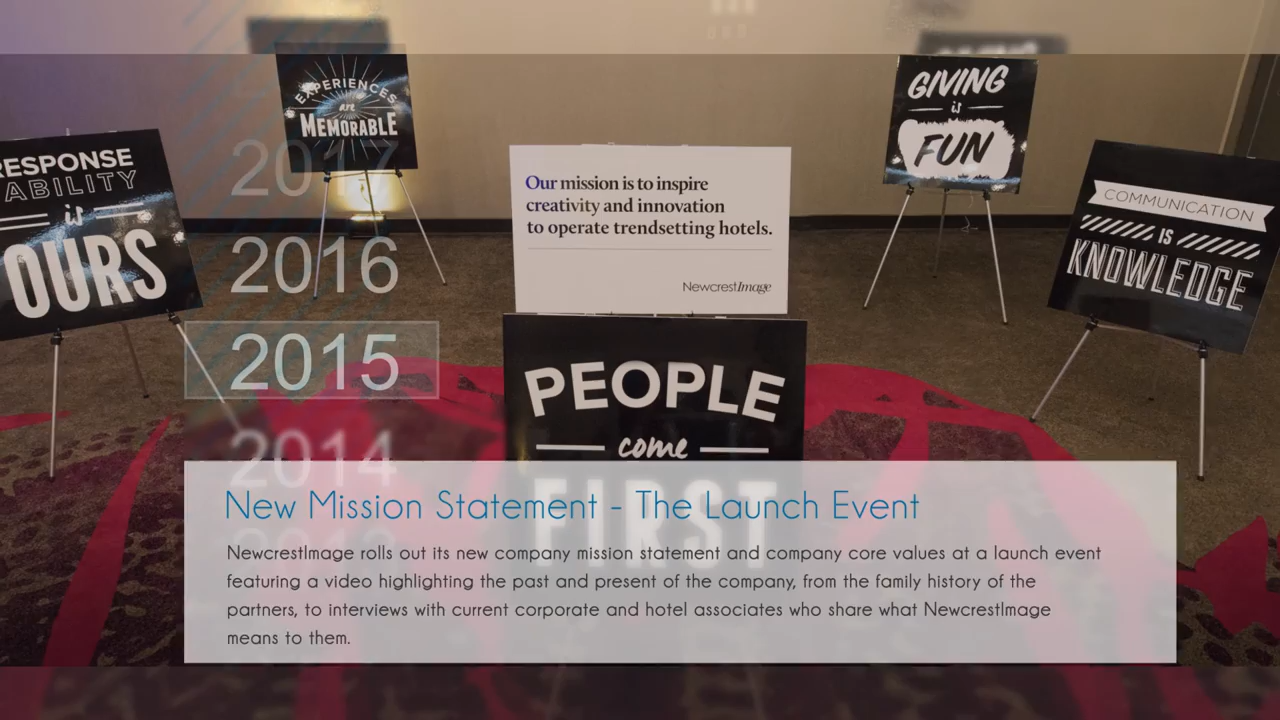 EXPERIENCES
are
MEMORABLE
GIVING
is
FUN
RESPONSE
ABILITY
is
OURS
Our mission is to inspire
creativity and innovation
to operate trendsetting hotels.
NewcrestImage
COMMUNICATION
IS
KNOWLEDGE
PEOPLE
come
FIRST
2017
2016
2015
2014
New Mission Statement - The Launch Event
NewcrestImage rolls out its new company mission statement and company core values at a launch event
featuring a video highlighting the past and present of the company, from the family history of the
partners, to interviews with current corporate and hotel associates who share what NewcrestImage
means to them.